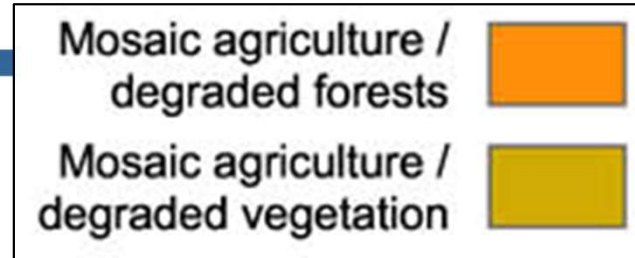 Mosaic agriculture /
degraded forests
Mosaic agriculture /
degraded vegetation